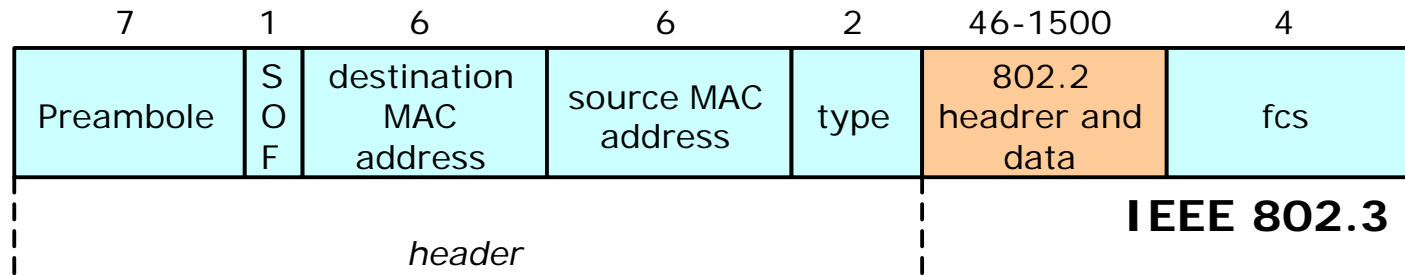 7 1 6 6 2 46-1500 4
Preambole
S
O
F
destination
MAC
address
source MAC
address
type
802.2
headrer and
data
fcs
IEEE 802.3
header